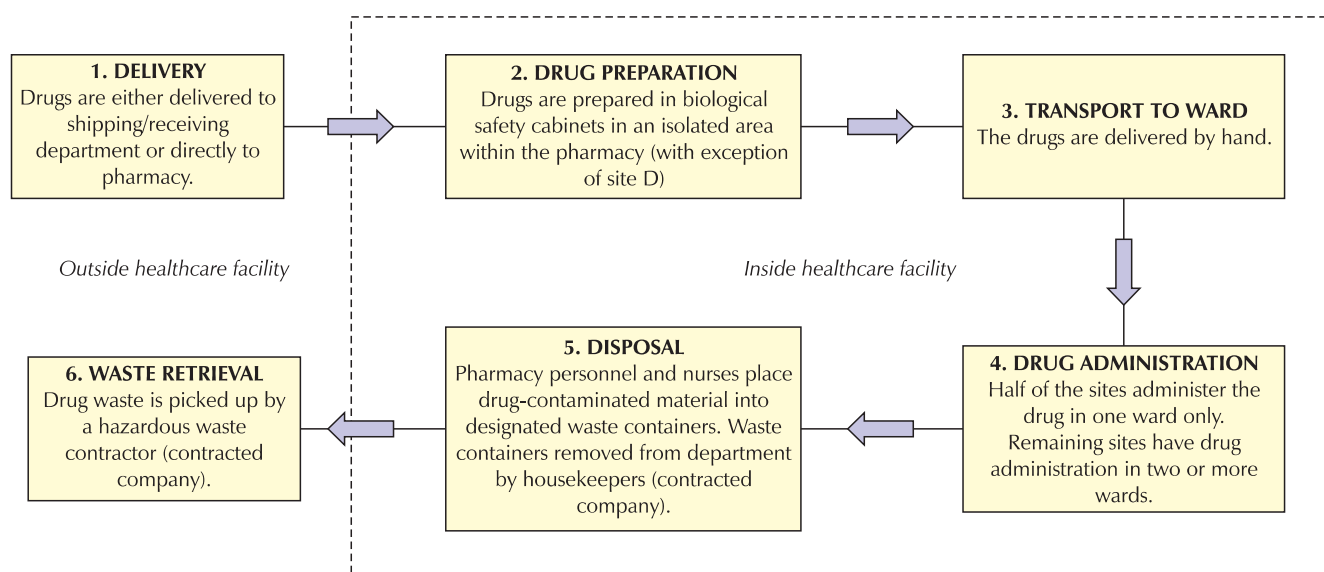 1. DELIVERY
Drugs are either delivered to
shipping/receiving
department or directly to
pharmacy.
2. DRUG PREPARATION
Drugs are prepared in biological
safety cabinets in an isolated area
within the pharmacy (with exception
of site D)
3. TRANSPORT TO WARD
The drugs are delivered by hand.
Outside healthcare facility
Inside healthcare facility
4. DRUG ADMINISTRATION
Half of the sites administer the
drug in one ward only.
Remaining sites have drug
administration in two or more
wards.
5. DISPOSAL
Pharmacy personnel and nurses place
drug-contaminated material into
designated waste containers. Waste
containers removed from department
by housekeepers (contracted
company).
6. WASTE RETRIEVAL
Drug waste is picked up by
a hazardous waste
contractor (contracted
company).